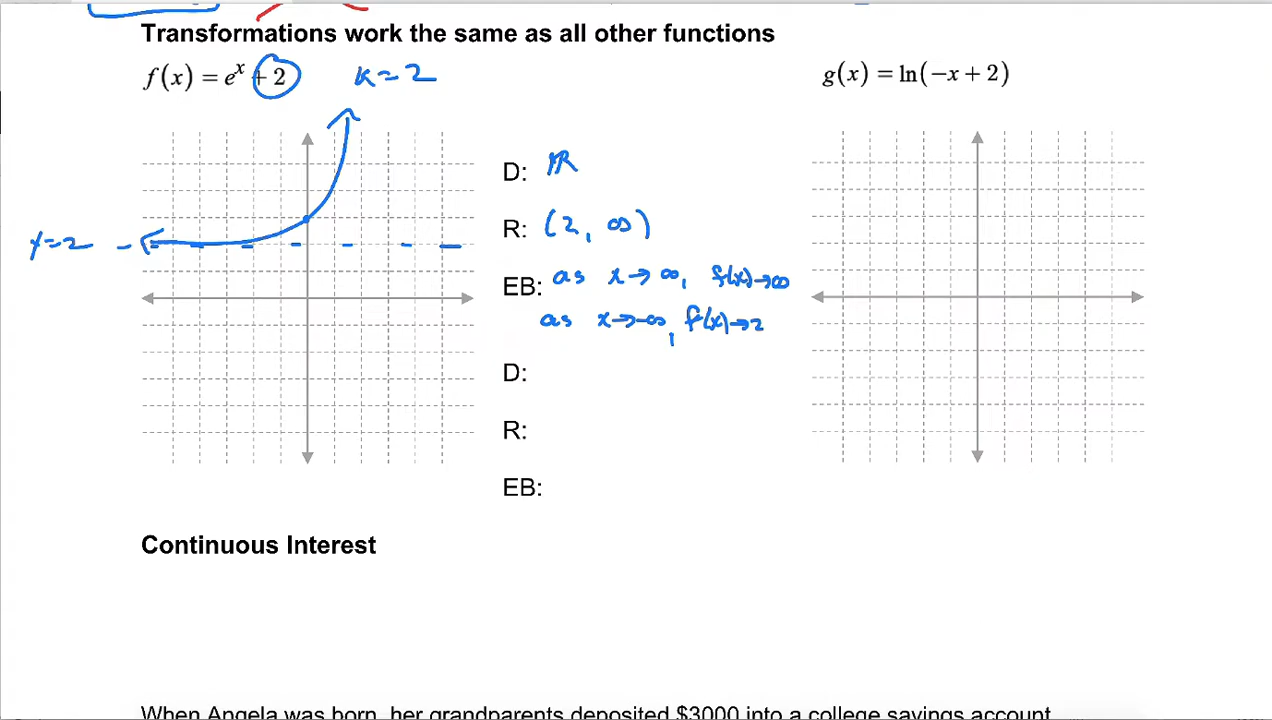 Transformations work the same as all other functions
f(x) = eˣ + 2
k = 2
g(x) = ln(−x + 2)
y=2
D: ℝ
R: (2, ∞)
EB: as x→∞, f(x)→∞
as x→-∞, f(x)→2
D:
R:
EB:
Continuous Interest
When Angela was born, her grandparents deposited $3000 into a college savings account